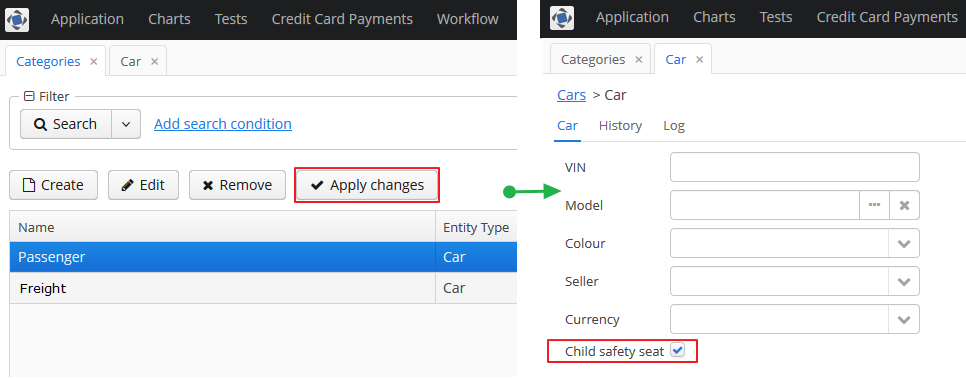 Application Charts Tests Credit Card Payments Workflow
Categories × Car ×
Filter
Search Add search condition
Create Edit Remove Apply changes
Name Entity Type
Passenger Car
Freight Car
Application Charts Tests Credit Card Payments
Categories × Car ×
Cars > Car
Car History Log
VIN
Model
Colour
Seller
Currency
Child safety seat